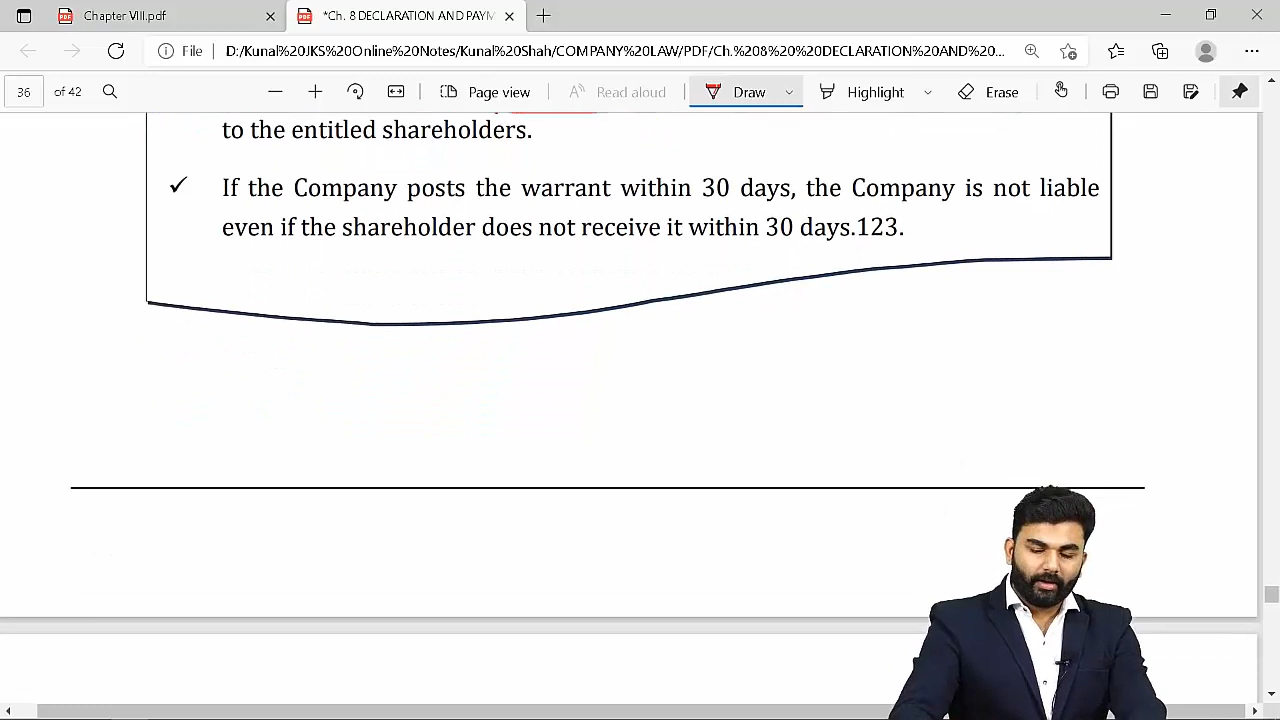 Chapter VIII.pdf
*Ch. 8 DECLARATION AND PAYM
File
D:/Kunal%20JKS%20Online%20Notes/Kunal%20Shah/COMPANY%20LAW/PDF/Ch.%208%20%20DECLARATION%20AND%20...
36 of 42
Page view
Read aloud
Draw
Highlight
Erase
to the entitled shareholders.
✓ If the Company posts the warrant within 30 days, the Company is not liable
even if the shareholder does not receive it within 30 days.123.